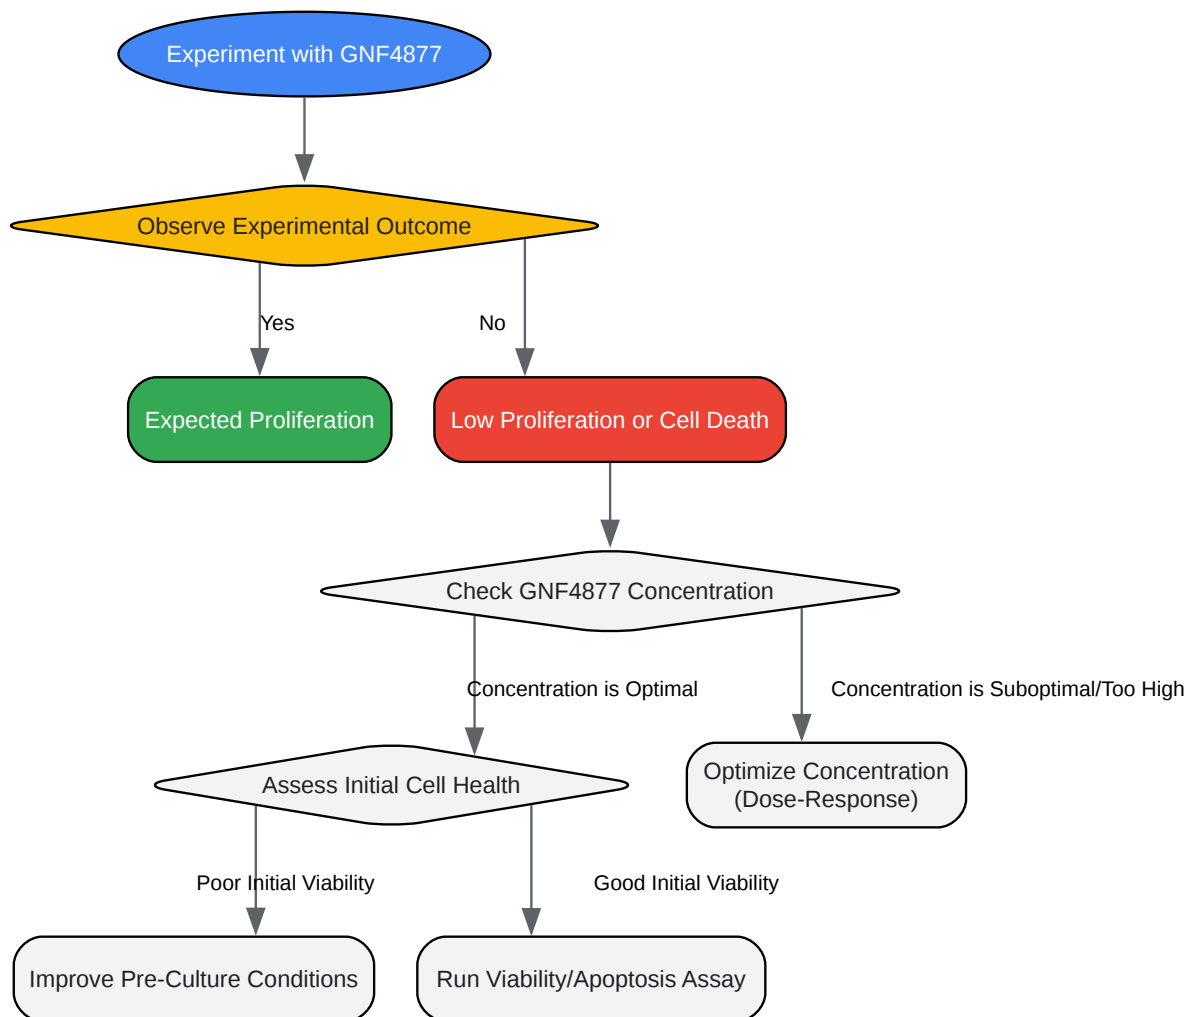 Experiment with GNF4877
Observe Experimental Outcome
Yes
No
Expected Proliferation
Low Proliferation or Cell Death
Check GNF4877 Concentration
Concentration is Optimal
Concentration is Suboptimal/Too High
Assess Initial Cell Health
Optimize Concentration
(Dose-Response)
Poor Initial Viability
Good Initial Viability
Improve Pre-Culture Conditions
Run Viability/Apoptosis Assay